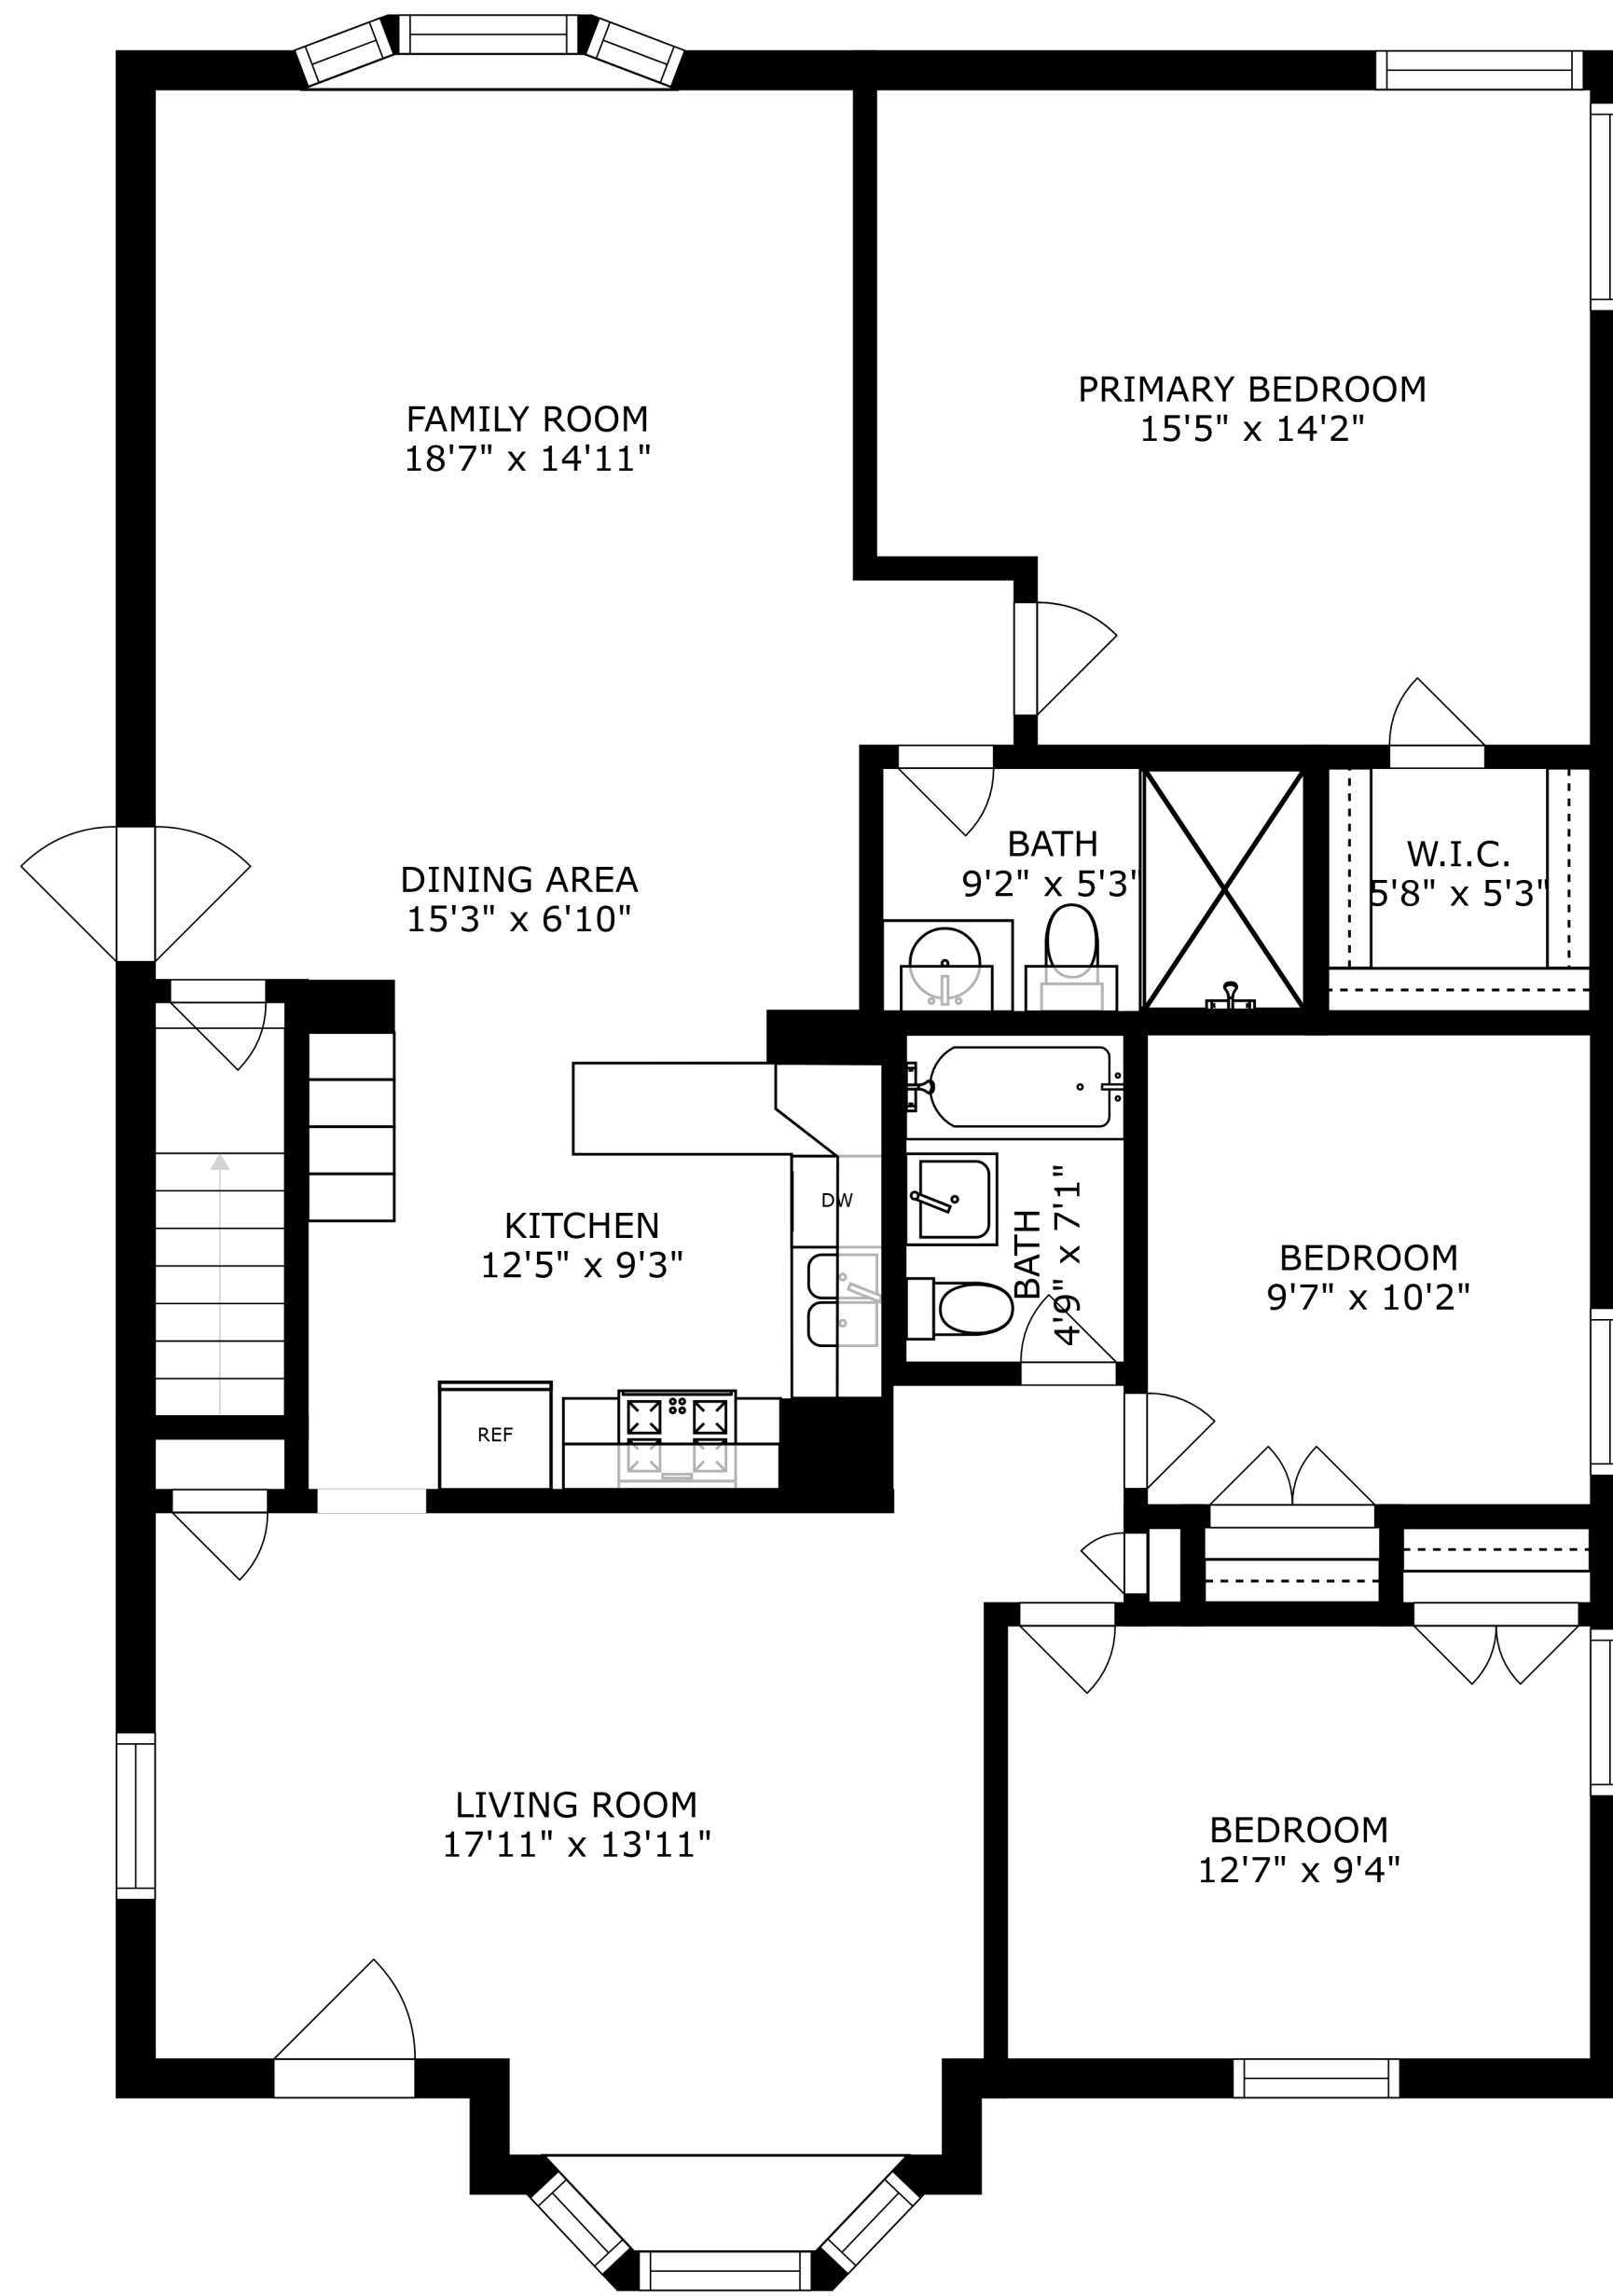 FAMILY ROOM
18'7" x 14'11"
PRIMARY BEDROOM
15'5" x 14'2"
DINING AREA
15'3" x 6'10"
BATH
9'2" x 5'3"
W.I.C.
5'8" x 5'3"
KITCHEN
12'5" x 9'3"
DW
REF
BATH
4'9" x 7'1"
BEDROOM
9'7" x 10'2"
LIVING ROOM
17'11" x 13'11"
BEDROOM
12'7" x 9'4"